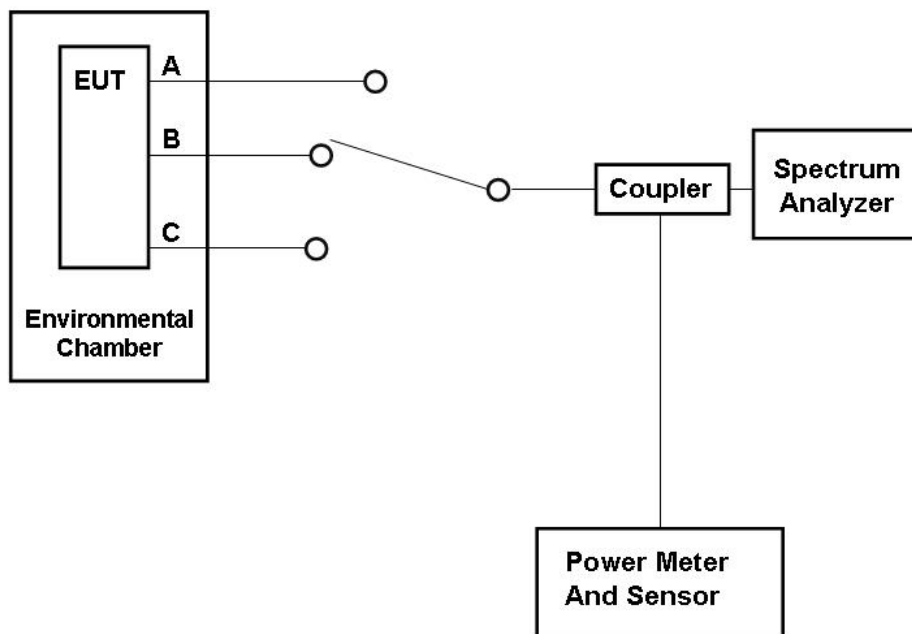 EUT
A
B
C
Environmental
Chamber
Coupler
Spectrum
Analyzer
Power Meter
And Sensor